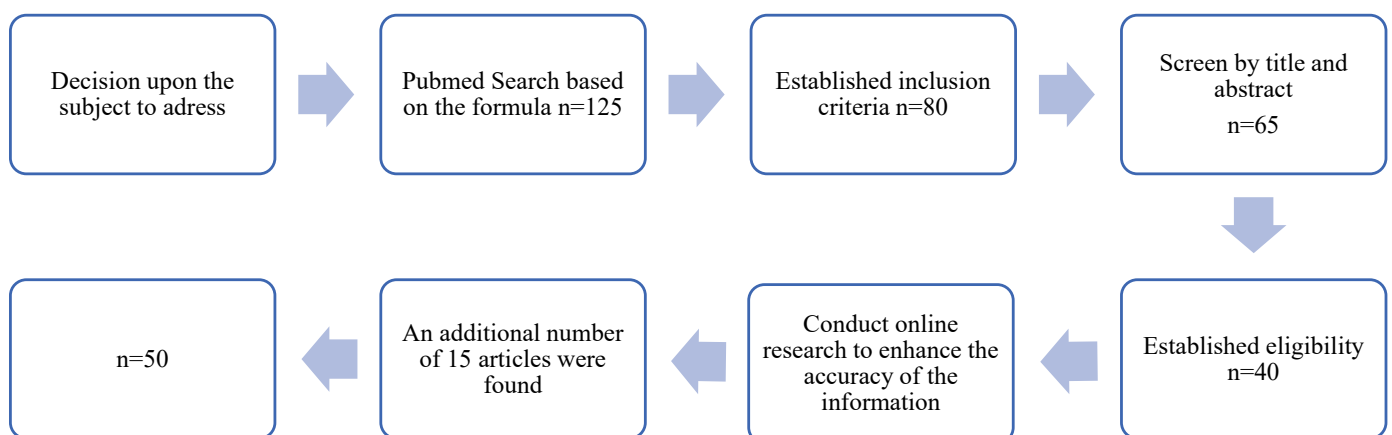 Decision upon the
subject to adress
Pubmed Search based
on the formula n=125
Established inclusion
criteria n=80
Screen by title and
abstract
n=65
Established eligibility
n=40
Conduct online
research to enhance the
accuracy of the
information
An additional number
of 15 articles were
found
n=50